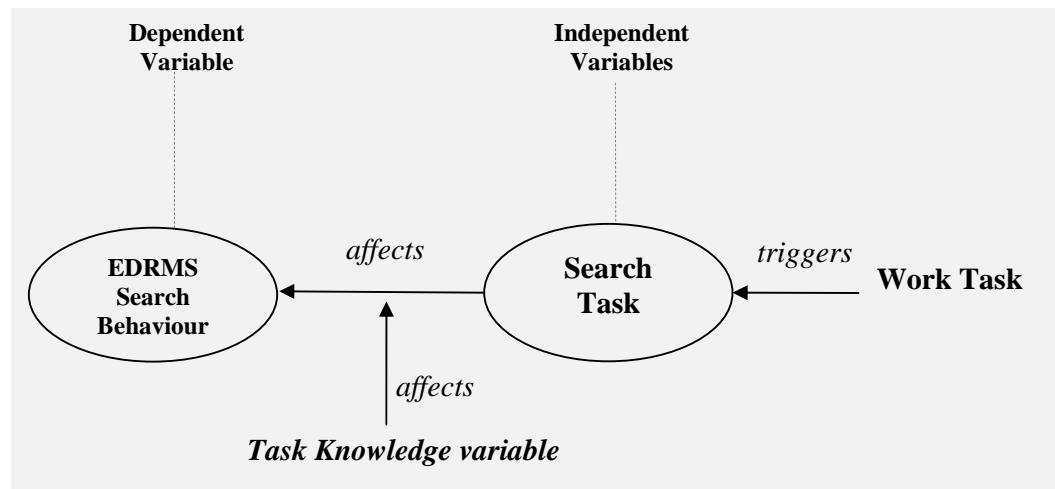 Dependent
Variable
Independent
Variables
EDRMS
Search
Behaviour
affects
Search
Task
triggers
Work Task
affects
Task Knowledge variable